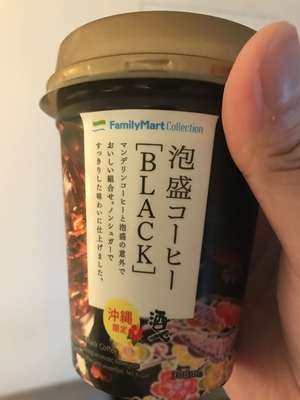 FamilyMart Collection
泡盛コーヒー
[BLACK]
マンデリンコーヒーと泡盛の意外で
おいしい組合せ。ノンシュガーで
すっきりした味わいに仕上げました。
沖縄
限定
酒